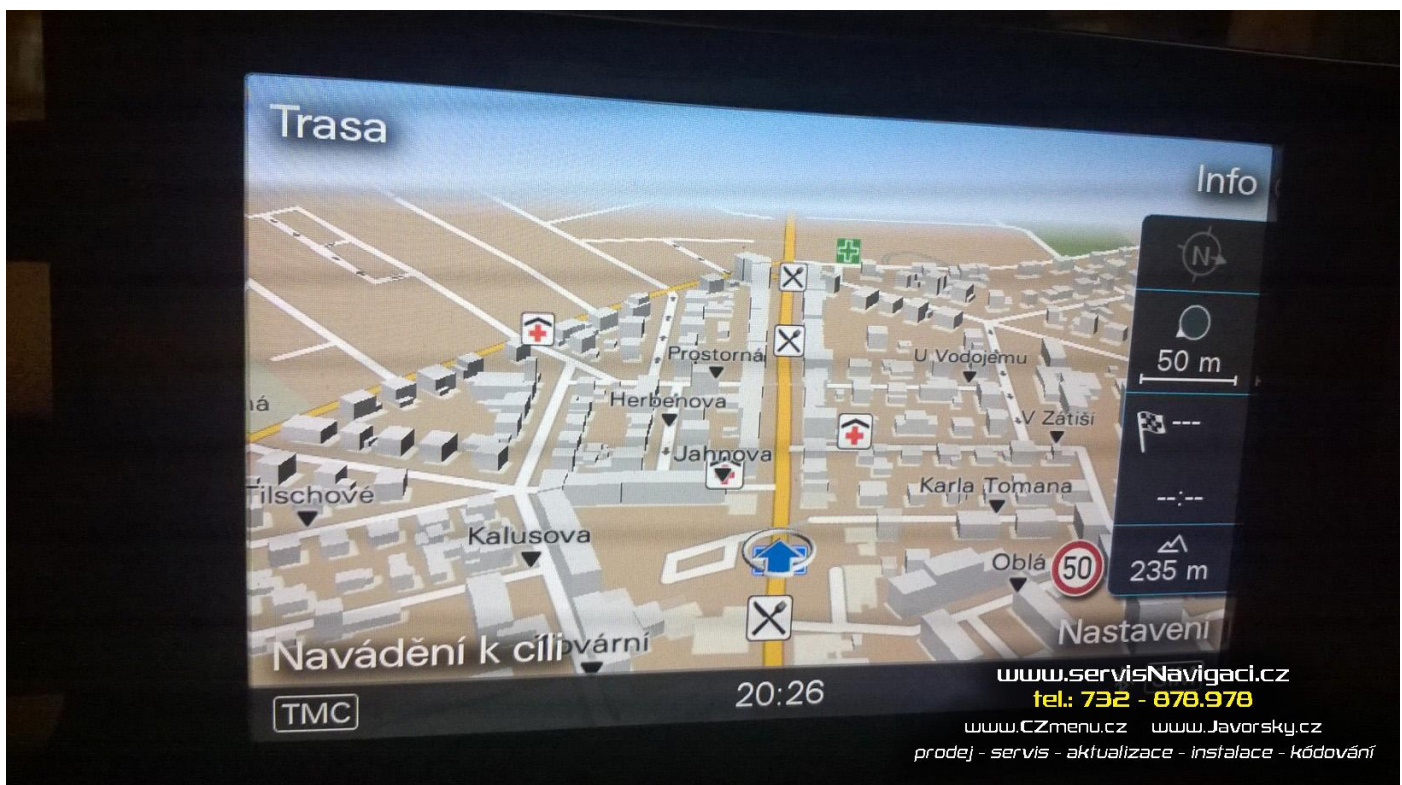 Trasa
Info
N
50 m
Prostorná
U Vodojemu
Herbenova
V Zátiší
---
Jahnova
Tilschové
Karla Tomana
--:--
Kalusova
Oblá
50
235 m
Nastavení
Navádění k cíli
ovární
TMC
20:26
www.servisNavigaci.cz
tel.: 732 - 878.978
www.CZmenu.cz www.Javorsky.cz
prodej - servis - aktualizace - instalace - kódování